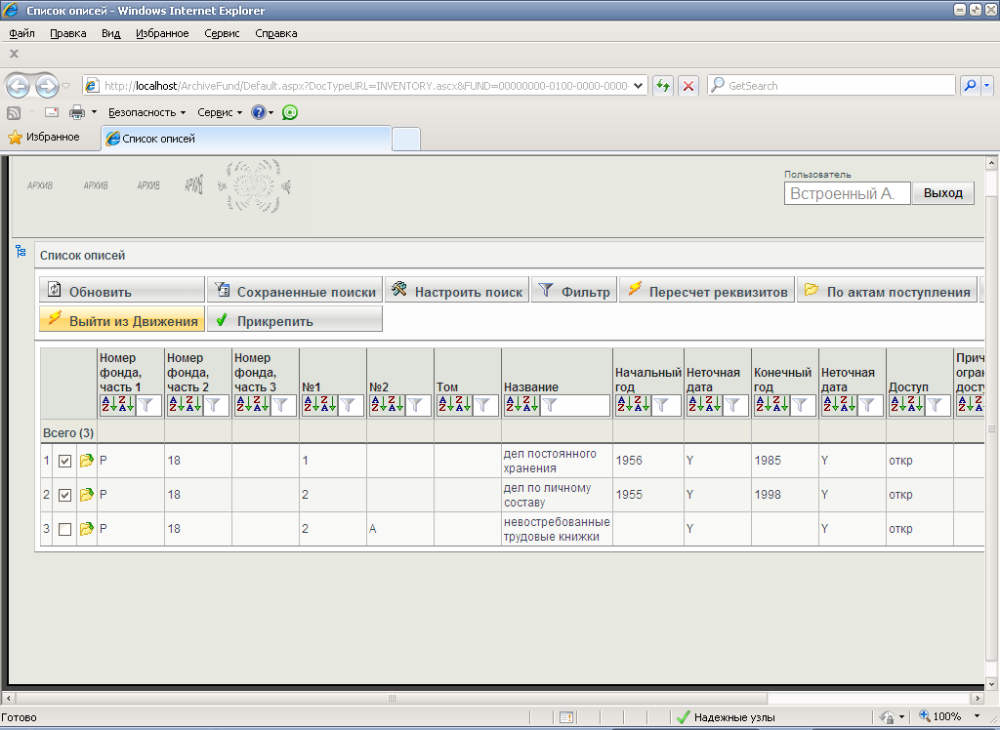 Список описей - Windows Internet Explorer
Файл Правка Вид Избранное Сервис Справка
http://localhost/ArchiveFund/Default.aspx?DocTypeURL=INVENTORY.ascx&FUND=00000000-0100-0000-0000-
GetSearch
Безопасность Сервис
Избранное Список описей
АРХИВ АРХИВ АРХИВ АРХИВ
Пользователь
Встроенный А. Выход
Список описей
Обновить Сохраненные поиски Настроить поиск Фильтр Пересчет реквизитов По актам поступления
Выйти из Движения Прикрепить
Номер фонда, часть 1 Номер фонда, часть 2 Номер фонда, часть 3 №1 №2 Том Название Начальный год Неточная дата Конечный год Неточная дата Доступ Прич огран досту
Всего (3)
1 Р 18 1 дел постоянного хранения 1956 Y 1985 Y откр
2 Р 18 2 дел по личному составу 1955 Y 1998 Y откр
3 Р 18 2 А невостребованные трудовые книжки Y Y откр
Готово Надежные узлы 100%